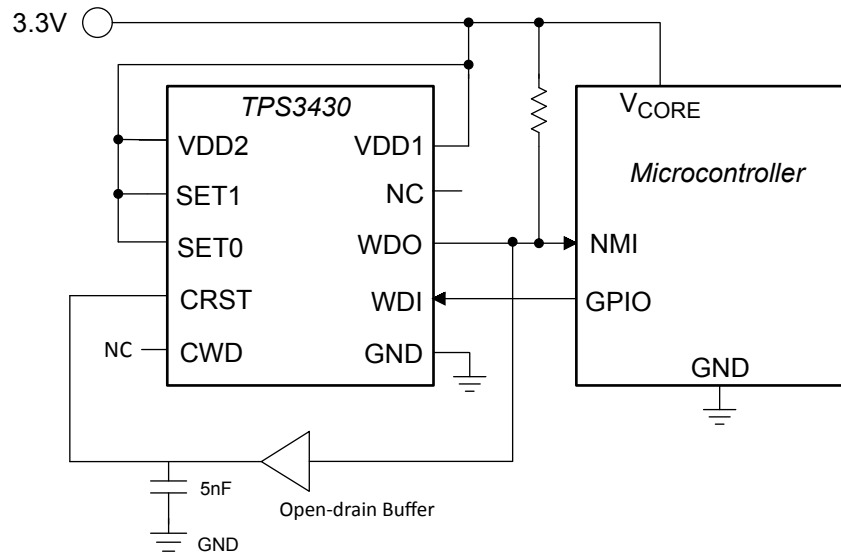 3.3V
TPS3430
VDD2
SET1
SET0
CRST
CWD
NC
VDD1
NC
WDO
WDI
GND
VCORE
Microcontroller
NMI
GPIO
GND
5nF
GND
Open-drain Buffer